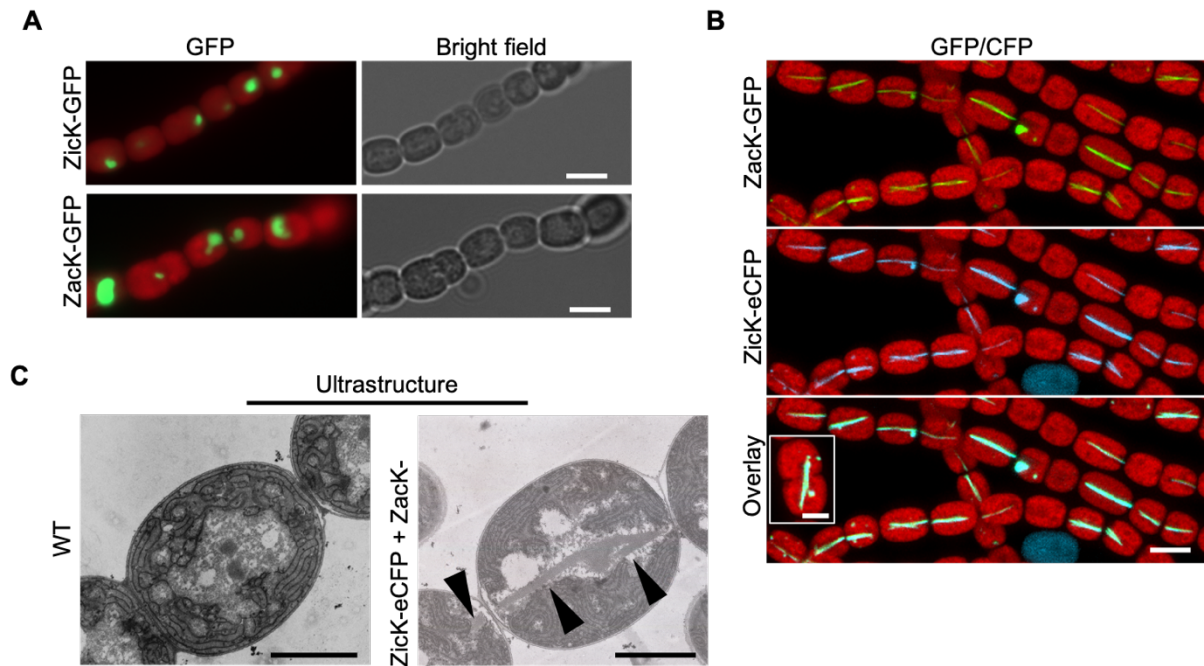 A
GFP
Bright field
ZicK-GFP
ZacK-GFP
B
GFP/CFP
ZacK-GFP
ZicK-eCFP
Overlay
C
Ultrastructure
WT
ZicK-eCFP + ZacK-